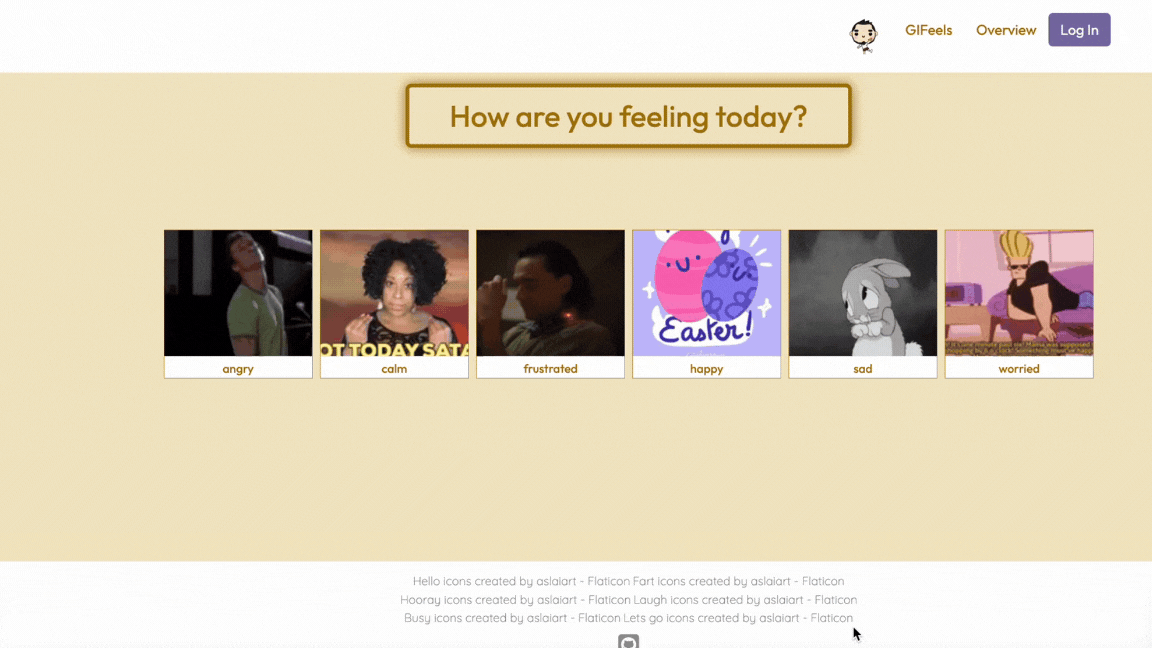 GIFeels Overview Log In
How are you feeling today?
OT TODAY SATA
Easter!
angry calm frustrated happy sad worried
Hello icons created by aslaiart - Flaticon Fart icons created by aslaiart - Flaticon
Hooray icons created by aslaiart - Flaticon Laugh icons created by aslaiart - Flaticon
Busy icons created by aslaiart - Flaticon Lets go icons created by aslaiart - Flaticon